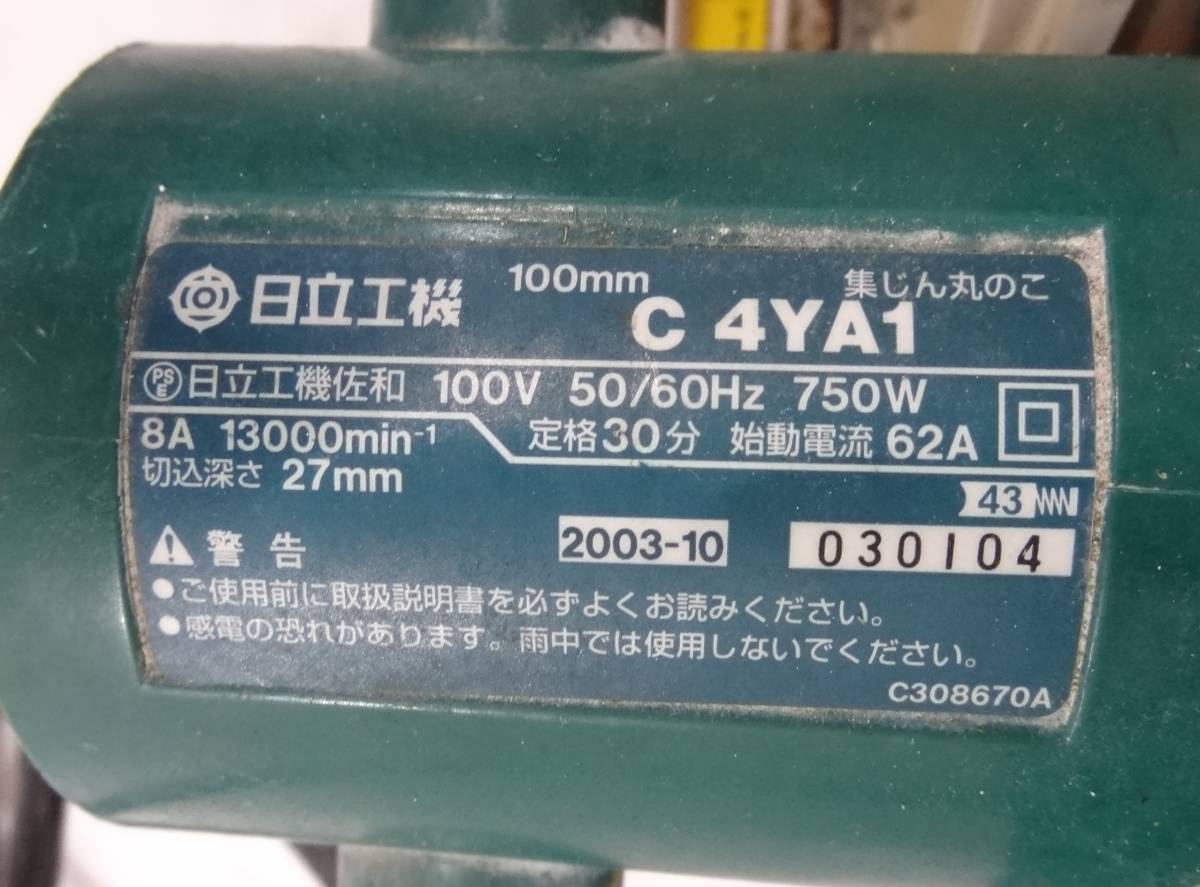 日立工機 100mm 集じん丸のこ
C 4YA1
PSE 日立工機佐和 100V 50/60Hz 750W
8A 13000min⁻¹ 定格30分 始動電流 62A
切込深さ 27mm
43
警告 2003-10 030104
●ご使用前に取扱説明書を必ずよくお読みください。
●感電の恐れがあります。雨中では使用しないでください。
C308670A